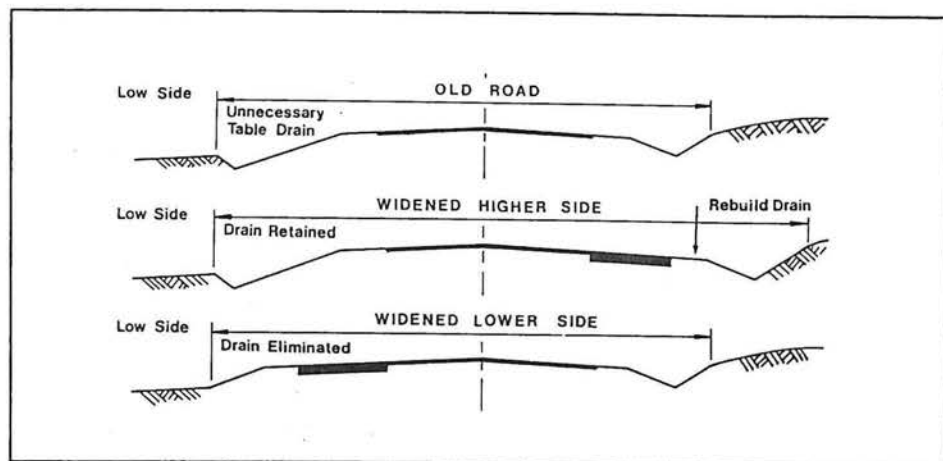 Low Side
OLD ROAD
Unnecessary
Table Drain
Low Side
WIDENED HIGHER SIDE
Rebuild Drain
Drain Retained
Low Side
WIDENED LOWER SIDE
Drain Eliminated